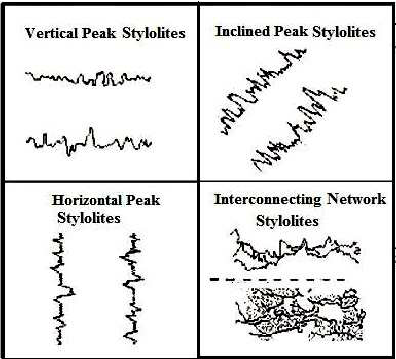 Vertical Peak Stylolites
Inclined Peak Stylolites
Horizontal Peak
Stylolites
Interconnecting Network
Stylolites